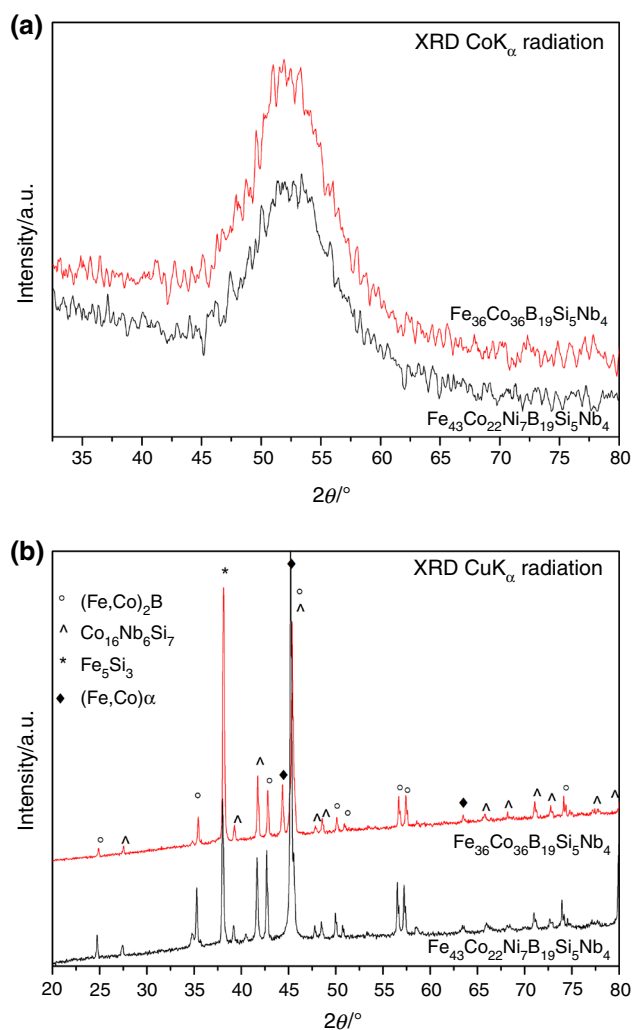 (a)
XRD CoKα radiation
Intensity/a.u.
Fe36Co36B19Si5Nb4
Fe43Co22Ni7B19Si5Nb4
35 40 45 50 55 60 65 70 75 80
2θ/°
(b)
XRD CuKα radiation
° (Fe,Co)2B
^ Co16Nb6Si7
* Fe5Si3
♦ (Fe,Co)α
Intensity/a.u.
Fe36Co36B19Si5Nb4
Fe43Co22Ni7B19Si5Nb4
20 25 30 35 40 45 50 55 60 65 70 75 80
2θ/°